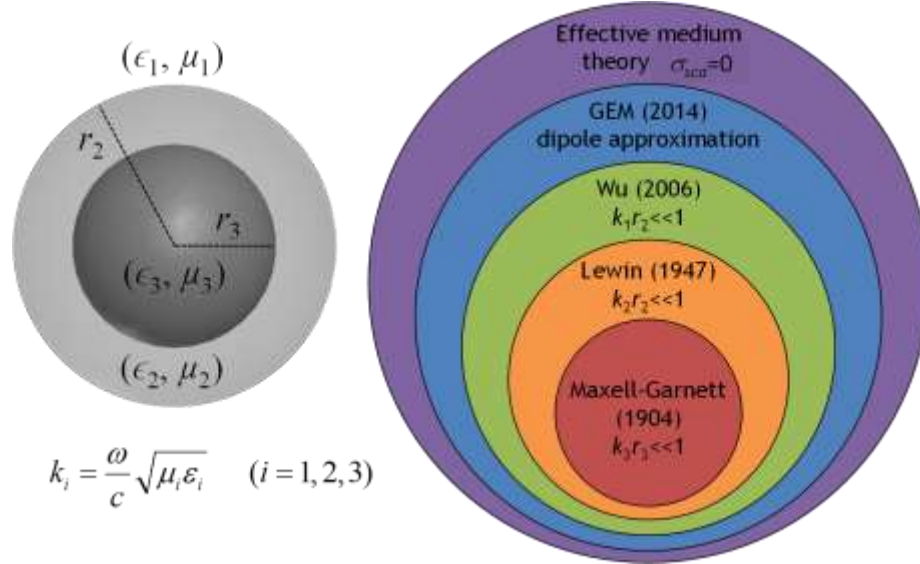 (ϵ₁, μ₁)
r₂
r₃
(ϵ₃, μ₃)
(ϵ₂, μ₂)
kᵢ = ω/c √μᵢεᵢ (i = 1, 2, 3)
Effective medium
theory σsca=0
GEM (2014)
dipole approximation
Wu (2006)
k₁r₂<<1
Lewin (1947)
k₂r₂<<1
Maxell-Garnett
(1904)
k₃r₃<<1